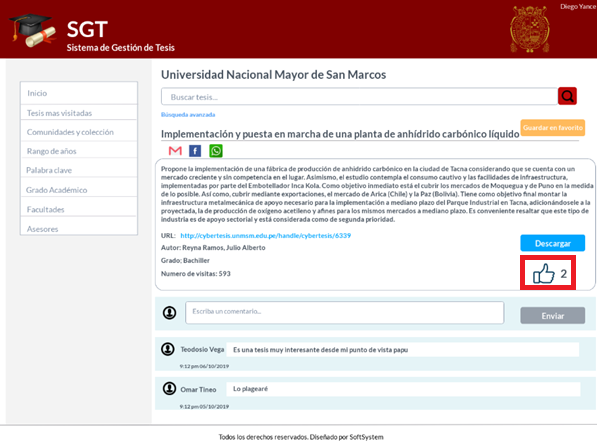 Diego Yance
SGT
Sistema de Gestión de Tesis
Universidad Nacional Mayor de San Marcos
Inicio
Tesis mas visitadas
Comunidades y colección
Rango de años
Palabra clave
Grado Académico
Facultades
Asesores
Buscar tesis...
Búsqueda avanzada
Implementación y puesta en marcha de una planta de anhídrido carbónico líquido
Guardar en favorito
Propone la implementación de una fábrica de producción de anhidrido carbónico en la ciudad de Tacna considerando que se cuenta con un
mercado creciente y sin competencia en el lugar. Asimismo, el estudio contempla el consumo cautivo y las facilidades de infraestructura,
implementadas por parte del Embotellador Inca Kola. Como objetivo inmediato está el cubrir los mercados de Moquegua y de Puno en la medida
de lo posible. Así como, cubrir mediante exportaciones, el mercado de Arica (Chile) y la Paz (Bolivia). Tiene como objetivo final montar la
infraestructura metalmecánica de apoyo necesario para la implementación a mediano plazo del Parque Industrial en Tacna, adicionándosele a la
proyectada, la de producción de oxígeno acetileno y afines para los mismos mercados a mediano plazo. Es conveniente resaltar que este tipo de
industria es de apoyo sectorial y está considerada como de segunda prioridad.
URL: http://cybertesis.unmsm.edu.pe/handle/cybertesis/6339
Autor: Reyna Ramos, Julio Alberto
Grado: Bachiller
Numero de visitas: 593
Descargar
2
Escriba un comentario...
Enviar
Teodosio Vega
Es una tesis muy interesante desde mi punto de vista papu
9:12 pm 06/10/2019
Omar Tineo
Lo plagearé
9:12 pm 05/10/2019
Todos los derechos reservados. Diseñado por SoftSystem